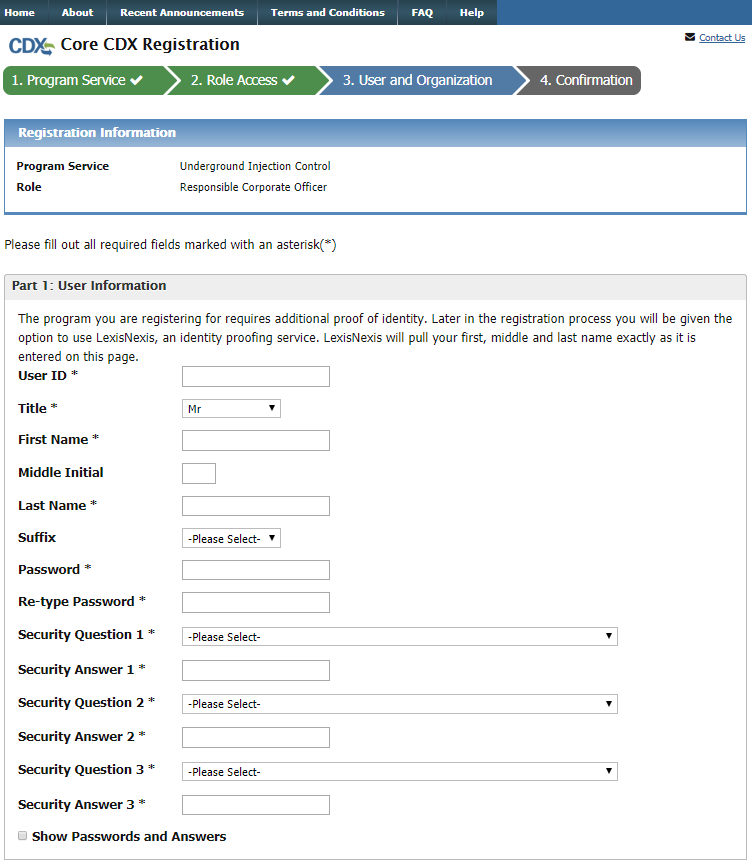 Home About Recent Announcements Terms and Conditions FAQ Help
CDX Core CDX Registration Contact Us
1. Program Service 2. Role Access 3. User and Organization 4. Confirmation
Registration Information
Program Service Underground Injection Control
Role Responsible Corporate Officer
Please fill out all required fields marked with an asterisk(*)
Part 1: User Information
The program you are registering for requires additional proof of identity. Later in the registration process you will be given the
option to use LexisNexis, an identity proofing service. LexisNexis will pull your first, middle and last name exactly as it is
entered on this page.
User ID *
Title * Mr
First Name *
Middle Initial
Last Name *
Suffix -Please Select-
Password *
Re-type Password *
Security Question 1 * -Please Select-
Security Answer 1 *
Security Question 2 * -Please Select-
Security Answer 2 *
Security Question 3 * -Please Select-
Security Answer 3 *
Show Passwords and Answers